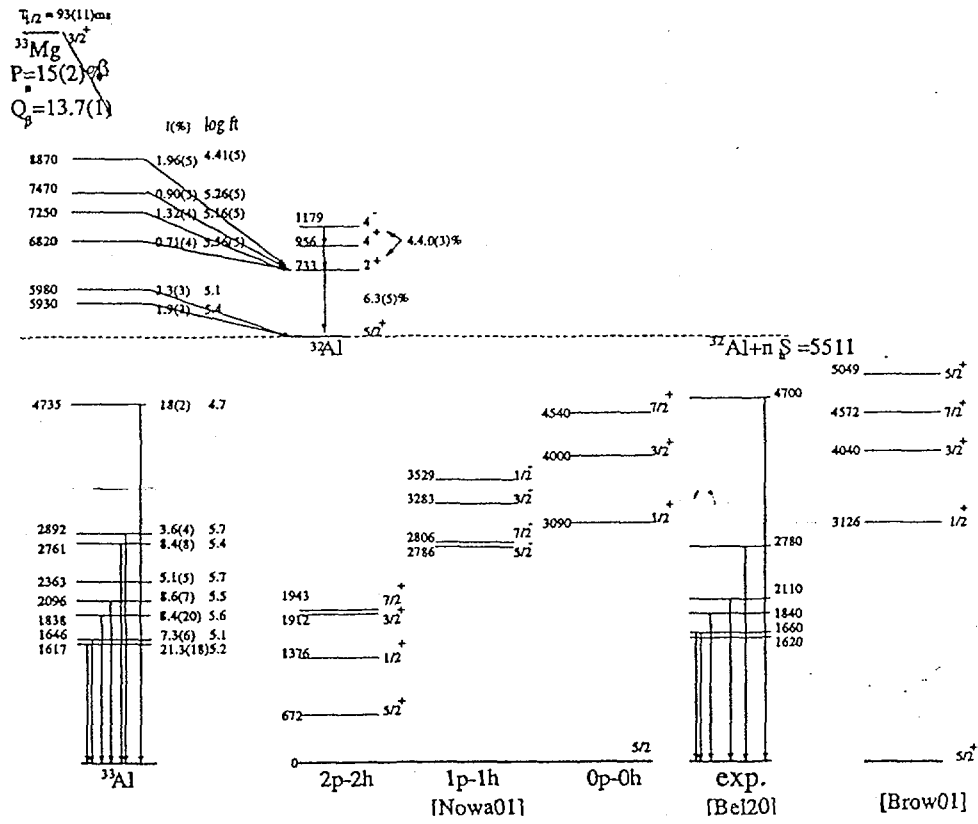 T1/2 = 93(11)ms
33Mg 3/2+
Pn=15(2)% β
Qβ=13.7(1)
I(%) log ft
8870 1.96(5) 4.41(5)
7470 0.90(3) 5.26(5)
7250 1.32(4) 5.16(5)
6820 0.71(4) 5.56(5)
5980 3.3(3) 5.1
5930 5.4
1179 4-
956 4+ 4.4.0(3)%
733 2+
6.3(5)%
5/2+
32Al
32Al+n Sn=5511
4735 18(2) 4.7
2892 3.6(4) 5.7
2761 8.4(8) 5.4
2363 5.1(5) 5.7
2096 8.6(7) 5.5
1838 8.4(20) 5.6
1646 7.3(6) 5.1
1617 21.3(18) 5.2
33Al
1943 7/2+
1912 3/2+
1376 1/2+
672 5/2+
0
2p-2h
3529 1/2-
3283 3/2-
2806 7/2-
2786 5/2-
1p-1h
[Nowa01]
4540 7/2+
4000 3/2+
3090 1/2+
5/2
0p-0h
4700
2780
2110
1840
1660
1620
exp.
[Bel20]
5049 5/2+
4572 7/2+
4040 3/2+
3126 1/2+
5/2+
[Brow01]